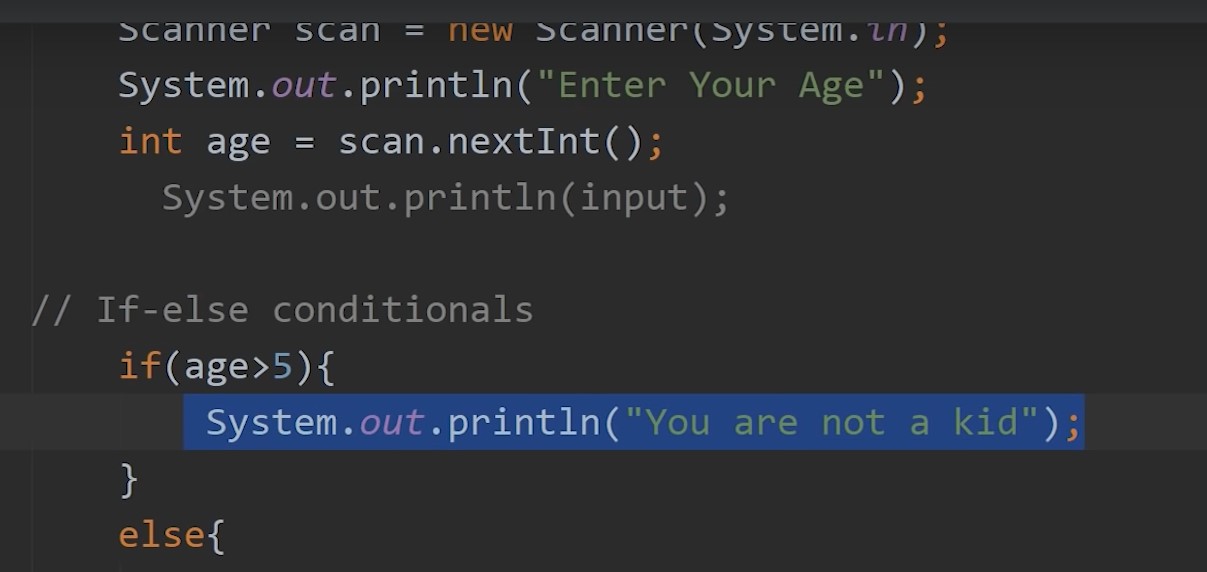 Scanner scan = new Scanner(System.in);
System.out.println("Enter Your Age");
int age = scan.nextInt();
System.out.println(input);
// If-else conditionals
if(age>5){
System.out.println("You are not a kid");
}
else{